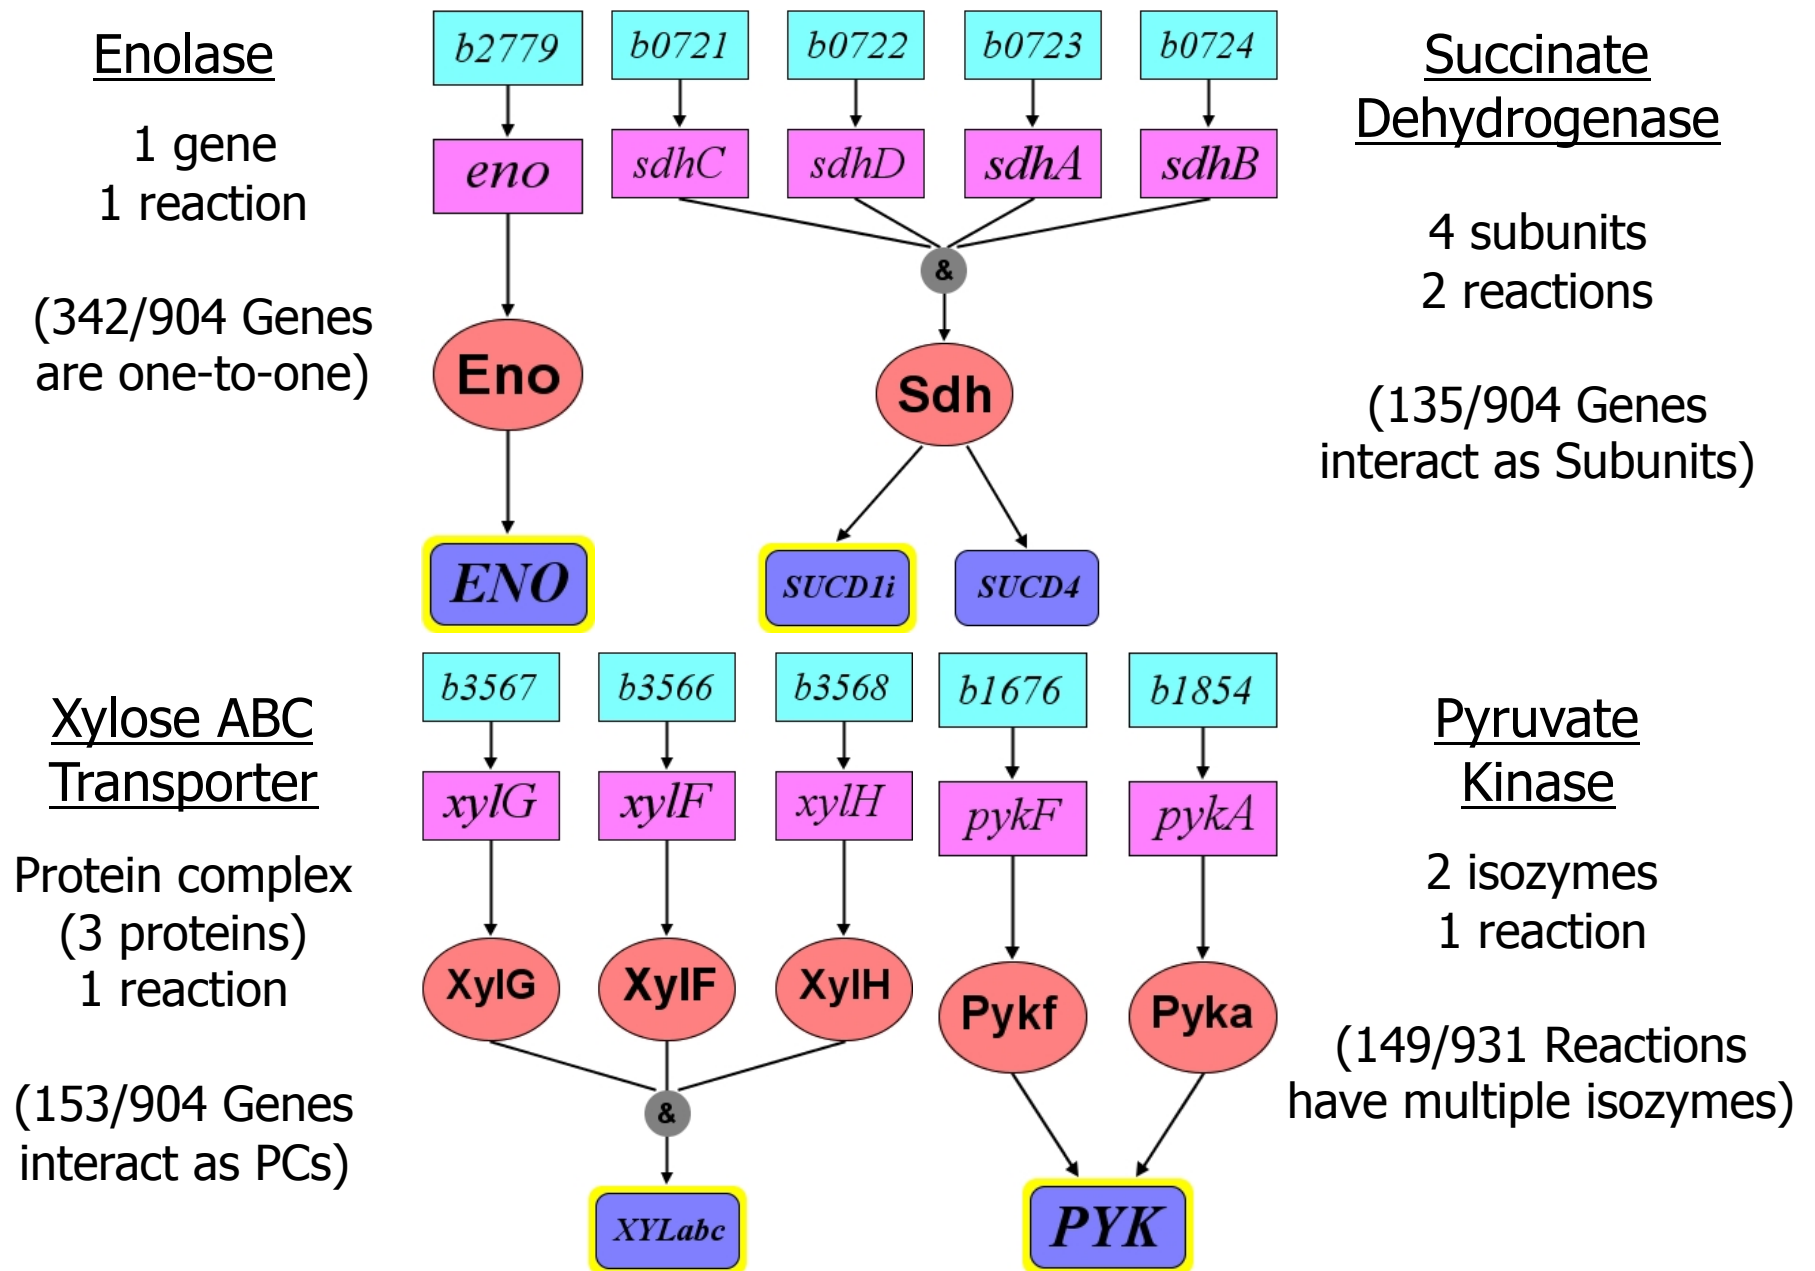 Enolase
1 gene
1 reaction
(342/904 Genes
are one-to-one)
b2779
eno
Eno
ENO
b0721 b0722 b0723 b0724
sdhC sdhD sdhA sdhB
&
Sdh
SUCD1i SUCD4
Succinate
Dehydrogenase
4 subunits
2 reactions
(135/904 Genes
interact as Subunits)
Xylose ABC
Transporter
Protein complex
(3 proteins)
1 reaction
(153/904 Genes
interact as PCs)
b3567 b3566 b3568
xylG xylF xylH
XylG XylF XylH
&
XYLabc
b1676 b1854
pykF pykA
Pykf Pyka
PYK
Pyruvate
Kinase
2 isozymes
1 reaction
(149/931 Reactions
have multiple isozymes)